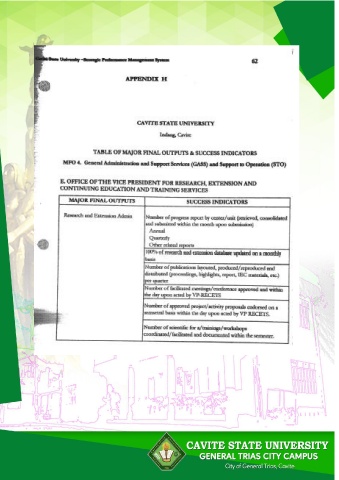 Cavite State University -Strategic Performance Management System 62
APPENDIX H
CAVITE STATE UNIVERSITY
Indang, Cavite
TABLE OF MAJOR FINAL OUTPUTS & SUCCESS INDICATORS
MFO 4. General Administration and Support Services (GASS) and Support to Operation (STO)
E. OFFICE OF THE VICE PRESIDENT FOR RESEARCH, EXTENSION AND
CONTINUING EDUCATION AND TRAINING SERVICES
MAJOR FINAL OUTPUTS SUCCESS INDICATORS
Research and Extension Admin Number of progress report by center/unit (retrieved, consolidated
and submitted within the month upon submission)
Annual
Quarterly
Other related reports
100% of research and extension database updated on a monthly
basis
Number of publications layouted, produced/reproduced and
distributed (proceedings, highlights, report, IEC materials, etc.)
per quarter
Number of facilitated meetings/conference approved and within
the day upon acted by VP-RECETS
Number of approved project/activity proposals endorsed on a
semestral basis within the day upon acted by VP RECETS
Number of scientific for a/trainings/workshops
coordinated/facilitated and documented within the semester.
CAVITE STATE UNIVERSITY
GENERAL TRIAS CITY CAMPUS
City of General Trias, Cavite